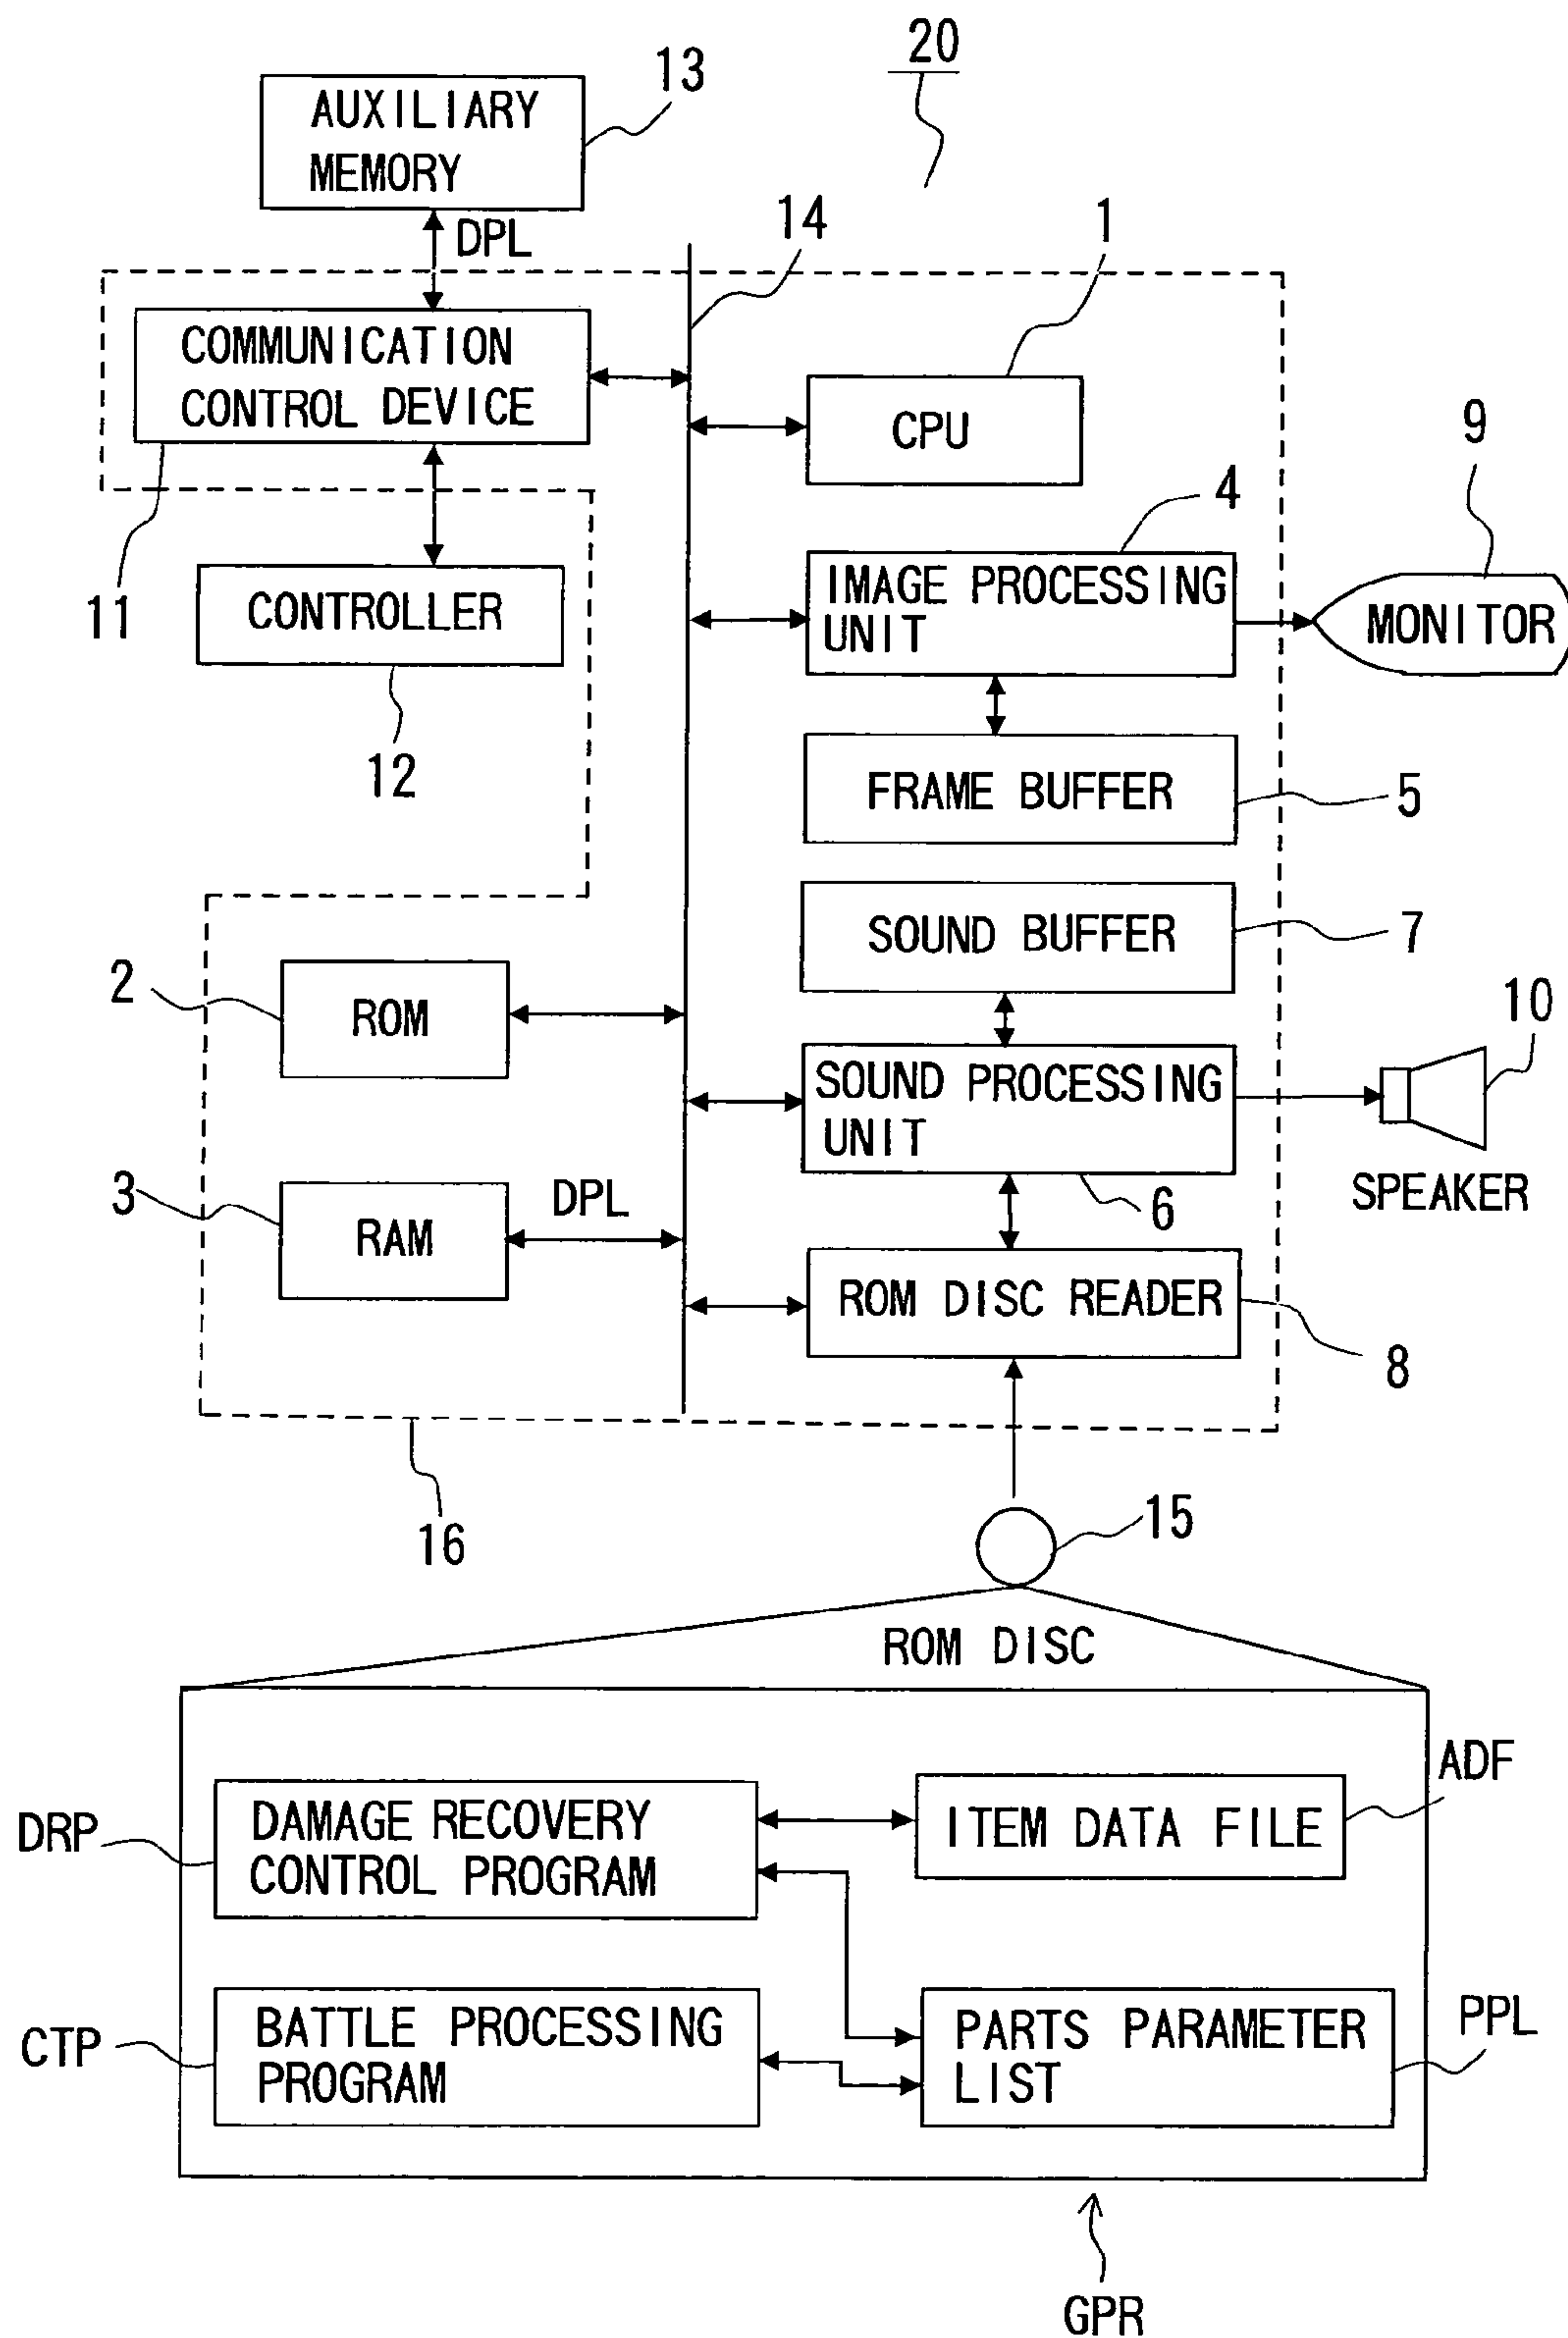 20
13
AUXILIARY
MEMORY
DPL
14
1
COMMUNICATION
CONTROL DEVICE
CPU
9
4
11
IMAGE PROCESSING
UNIT
MONITOR
CONTROLLER
12
FRAME BUFFER
5
SOUND BUFFER
7
2
ROM
10
SOUND PROCESSING
UNIT
3
RAM
DPL
6
SPEAKER
ROM DISC READER
8
16
15
ROM DISC
ADF
DRP
DAMAGE RECOVERY
CONTROL PROGRAM
ITEM DATA FILE
CTP
BATTLE PROCESSING
PROGRAM
PARTS PARAMETER
LIST
PPL
GPR